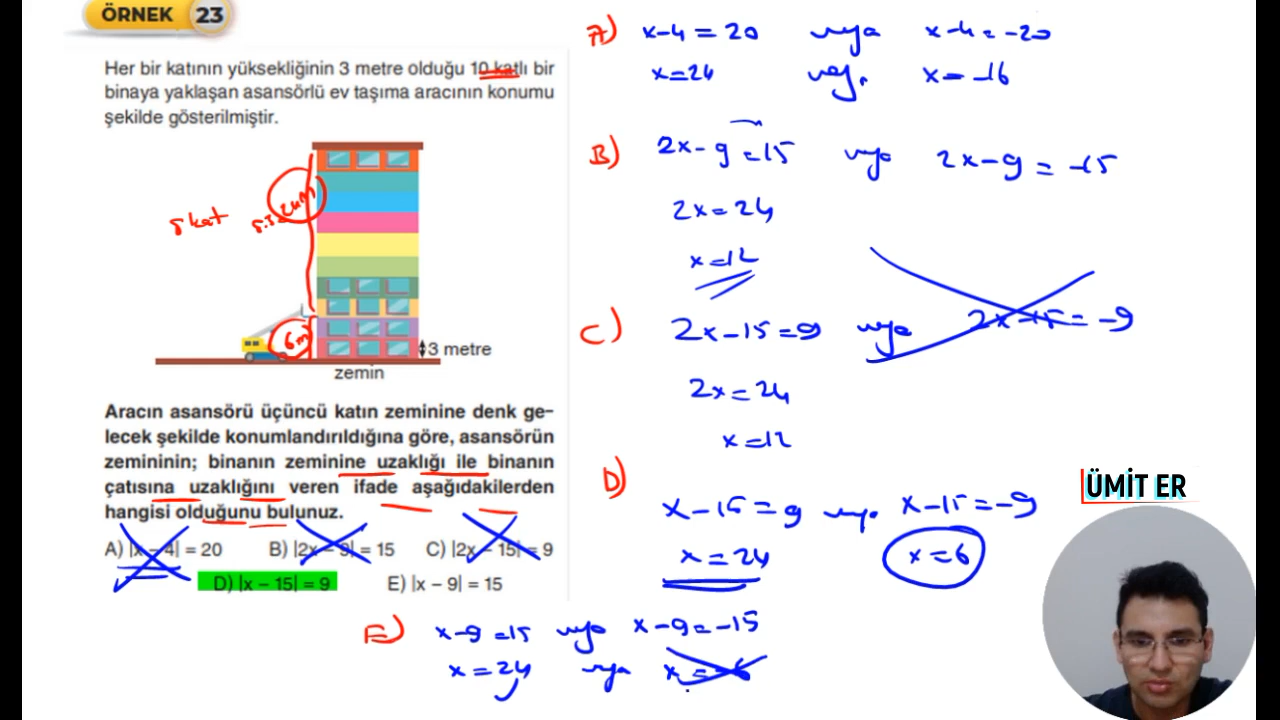 ÖRNEK 23
Her bir katının yüksekliğinin 3 metre olduğu 10 katlı bir
binaya yaklaşan asansörlü ev taşıma aracının konumu
şekilde gösterilmiştir.
8 kat
24m
6m
3 metre
zemin
Aracın asansörü üçüncü katın zeminine denk ge-
lecek şekilde konumlandırıldığına göre, asansörün
zemininin; binanın zeminine uzaklığı ile binanın
çatısına uzaklığını veren ifade aşağıdakilerden
hangisi olduğunu bulunuz.
A) |x – 4| = 20 B) |2x – 9| = 15 C) |2x – 15| = 9
D) |x – 15| = 9 E) |x – 9| = 15
A) x-4 = 20 veya x-4 = -20
x=24 vey. x= -16
B) 2x-9 =15 veya 2x-9 = -15
2x=24
x=12
C) 2x-15=9 veya 2x-15= -9
2x=24
x=12
D) x-15=9 veya x-15=-9
x=24 x=6
E) x-9=15 veya x-9=-15
x=24 veya x=-6
ÜMİT ER